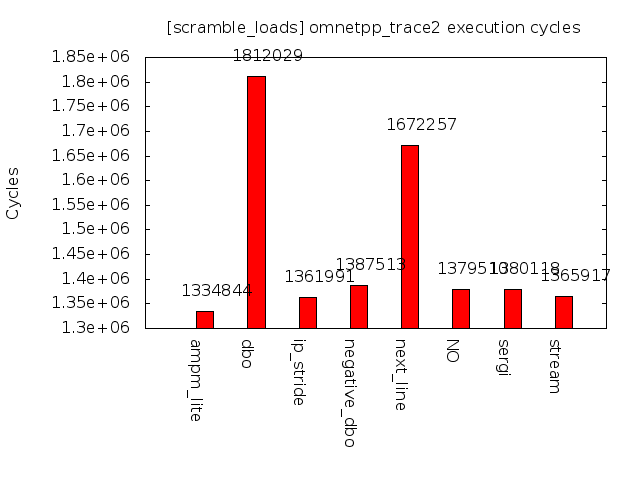 [scramble_loads] omnetpp_trace2 execution cycles
Cycles
1.85e+06
1.8e+06
1.75e+06
1.7e+06
1.65e+06
1.6e+06
1.55e+06
1.5e+06
1.45e+06
1.4e+06
1.35e+06
1.3e+06
1334844
1812029
1361991
1387513
1672257
1379510
1380118
1365917
ampm_lite
dbo
ip_stride
negative_dbo
next_line
NO
sergi
stream